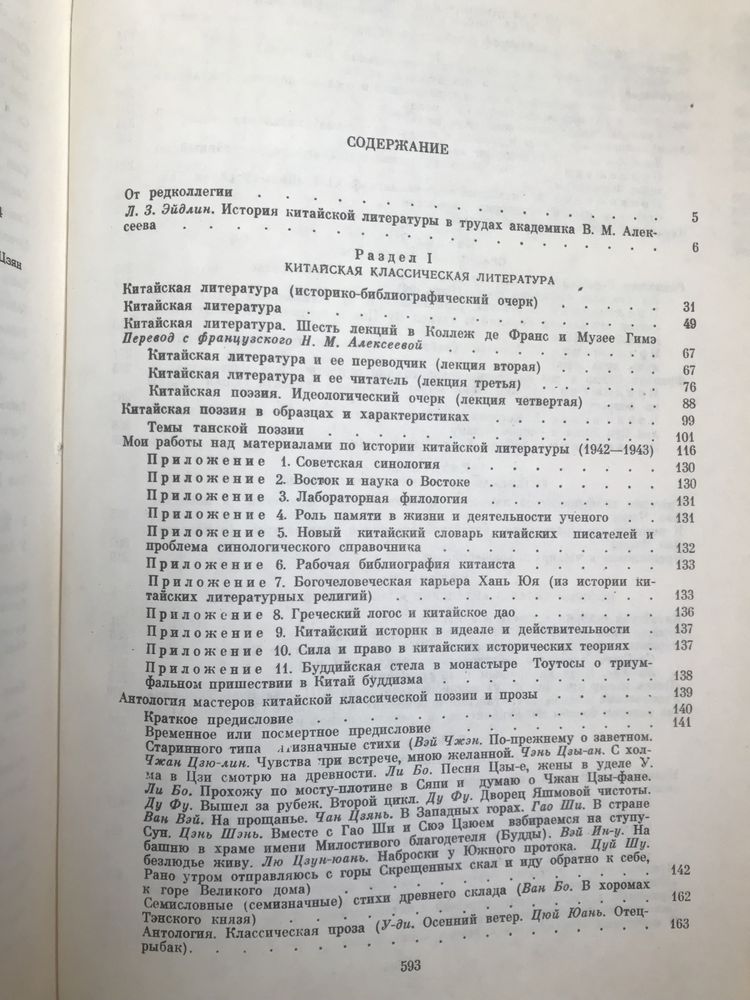 СОДЕРЖАНИЕ
От редколлегии . . . . . . . . . . . . . . . . . 5
Л. З. Эйдлин. История китайской литературы в трудах академика В. М. Алек-
сеева . . . . . . . . . . . . . . . . . . . . 6
Раздел I
КИТАЙСКАЯ КЛАССИЧЕСКАЯ ЛИТЕРАТУРА
Китайская литература (историко-библиографический очерк) . . . . . 31
Китайская литература . . . . . . . . . . . . . . . 49
Китайская литература. Шесть лекций в Коллеж де Франс и Музее Гимэ
Перевод с французского Н. М. Алексеевой . . . . . . . . . 67
Китайская литература и ее переводчик (лекция вторая) . . . . . 67
Китайская литература и ее читатель (лекция третья) . . . . . 76
Китайская поэзия. Идеологический очерк (лекция четвертая) . . . 88
Китайская поэзия в образцах и характеристиках . . . . . . . 99
Темы танской поэзии . . . . . . . . . . . . . . 101
Мои работы над материалами по истории китайской литературы (1942—1943) 116
Приложение 1. Советская синология . . . . . . . . . 130
Приложение 2. Восток и наука о Востоке . . . . . . . 130
Приложение 3. Лабораторная филология . . . . . . . 131
Приложение 4. Роль памяти в жизни и деятельности ученого . . 131
Приложение 5. Новый китайский словарь китайских писателей и
проблема синологического справочника . . . . . . . . . . 132
Приложение 6. Рабочая библиография китаиста . . . . . 133
Приложение 7. Богочеловеческая карьера Хань Юя (из истории ки-
тайских литературных религий) . . . . . . . . . . . 133
Приложение 8. Греческий логос и китайское дао . . . . . 136
Приложение 9. Китайский историк в идеале и действительности . 137
Приложение 10. Сила и право в китайских исторических теориях . 137
Приложение 11. Буддийская стела в монастыре Тоутосы о триум-
фальном пришествии в Китай буддизма . . . . . . . . . 138
Антология мастеров китайской классической поэзии и прозы . . . . . 139
Краткое предисловие . . . . . . . . . . . . . . 140
Временное или посмертное предисловие . . . . . . . . . 141
Старинного типа знач­ные стихи (Вэй Чжэн. По-прежнему о заветном.
Чжан Цзю-лин. Чувства при встрече, мною желанной. Чэнь Цзы-ан. С хол-
ма в Цзи смотрю на древности. Ли Бо. Песня Цзы-е, жены в уделе У.
Ли Бо. Прохожу по мосту-плотине в Сяпи и думаю о Чжан Цзы-фане.
Ду Фу. Вышел за рубеж. Второй цикл. Ду Фу. Дворец Яшмовой чистоты.
Ван Вэй. На прощанье. Чан Цзянь. В Западных горах. Гао Ши. В стране
Сун. Цэнь Шэнь. Вместе с Гао Ши и Сюэ Цзюем взбираемся на ступу-
башню в храме имени Милостивого благодетеля (Будды). Вэй Ин-у. На
безлюдье живу. Лю Цзун-юань. Наброски у Южного протока. Цуй Шу.
Рано утром отправляюсь с горы Скрещенных скал и иду обратно к себе,
к горе Великого дома) . . . . . . . . . . . . . . 142
Семисловные (семизначные) стихи древнего склада (Ван Бо. В хоромах
Тэнского князя) . . . . . . . . . . . . . . . . 162
Антология. Классическая проза (У-ди. Осенний ветер. Цюй Юань. Отец-
рыбак). . . . . . . . . . . . . . . . . . . . 163
593
Цзян